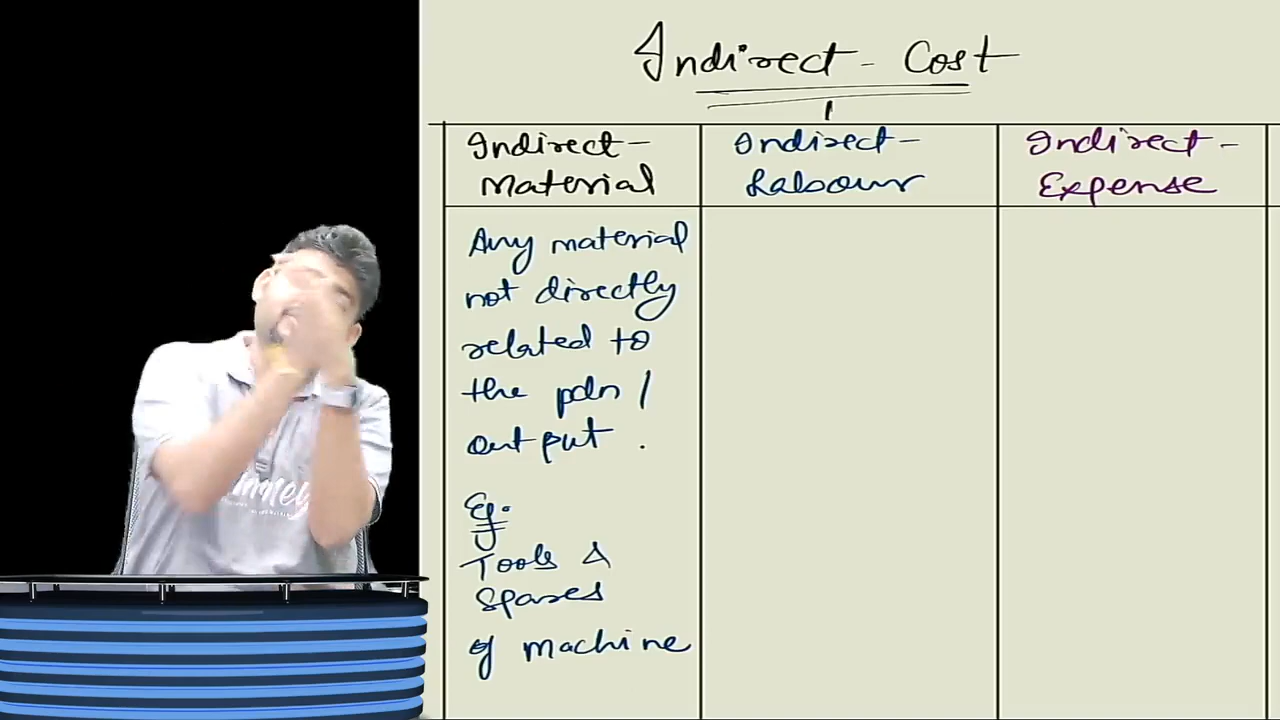 Indirect - Cost
Indirect -
Material
Indirect -
Labour
Indirect -
Expense
Any material
not directly
related to
the pdn /
output .
Eg.
Tools &
Spares
of machine